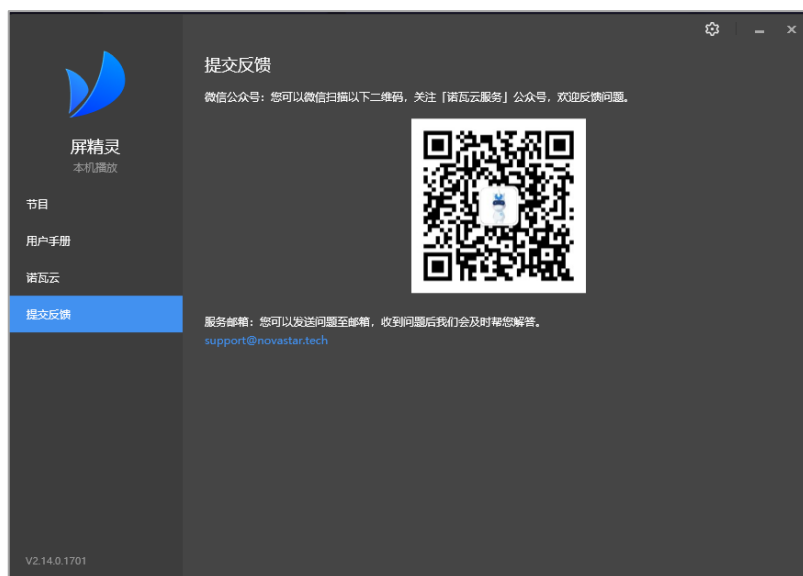 屏精灵
本机播放
节目
用户手册
诺瓦云
提交反馈
V2.14.0.1701
提交反馈
微信公众号：您可以微信扫描以下二维码，关注「诺瓦云服务」公众号，欢迎反馈问题。
服务邮箱：您可以发送问题至邮箱，收到问题后我们会及时帮您解答。
support@novastar.tech